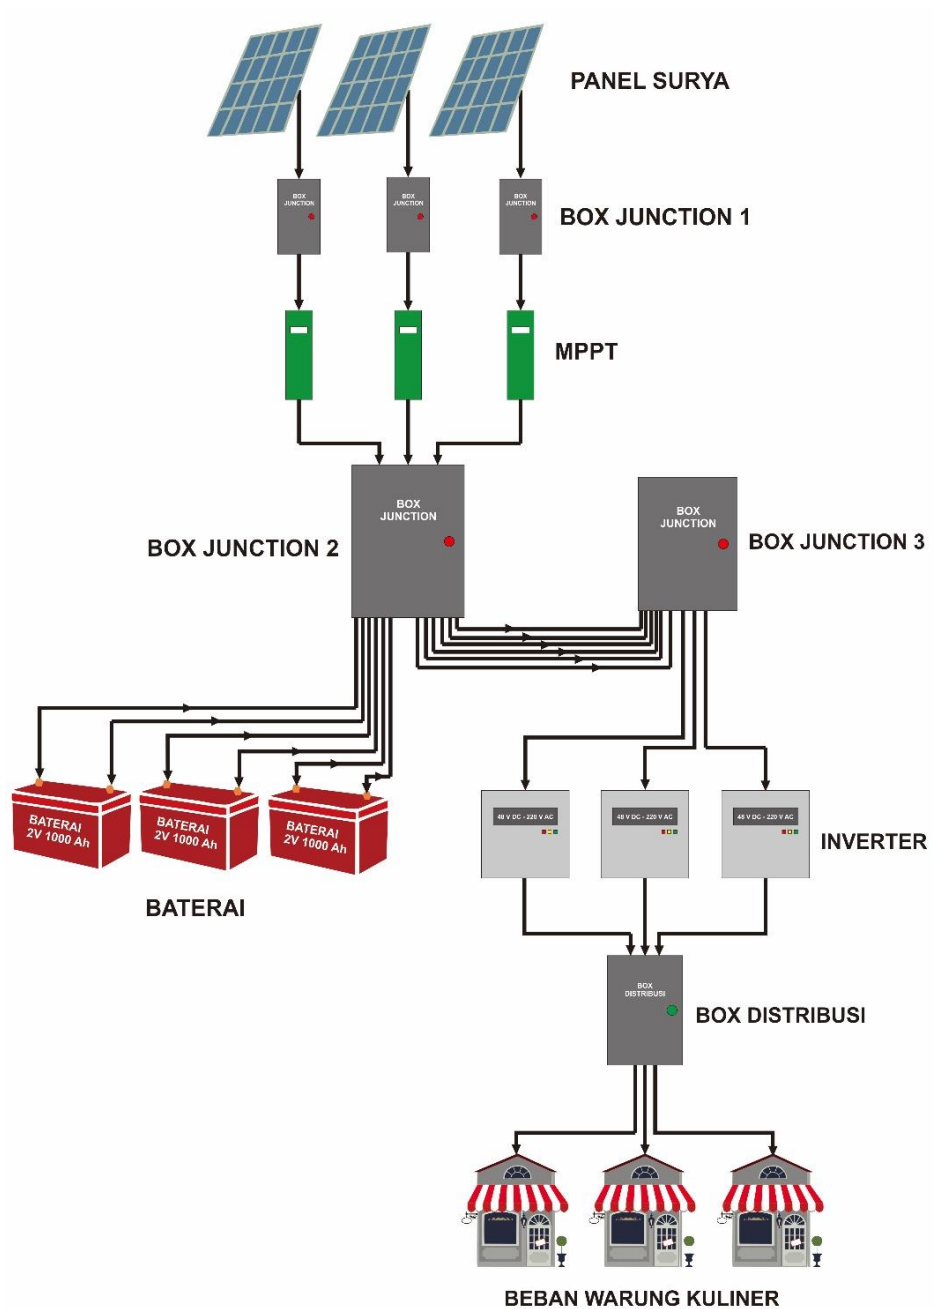 PANEL SURYA
BOX
JUNCTION
BOX
JUNCTION
BOX
JUNCTION
BOX JUNCTION 1
MPPT
BOX
JUNCTION
BOX JUNCTION 2
BOX
JUNCTION
BOX JUNCTION 3
BATERAI
2V 1000 Ah
BATERAI
2V 1000 Ah
BATERAI
2V 1000 Ah
BATERAI
48 V DC - 220 V AC
48 V DC - 220 V AC
48 V DC - 220 V AC
INVERTER
BOX
DISTRIBUSI
BOX DISTRIBUSI
BEBAN WARUNG KULINER